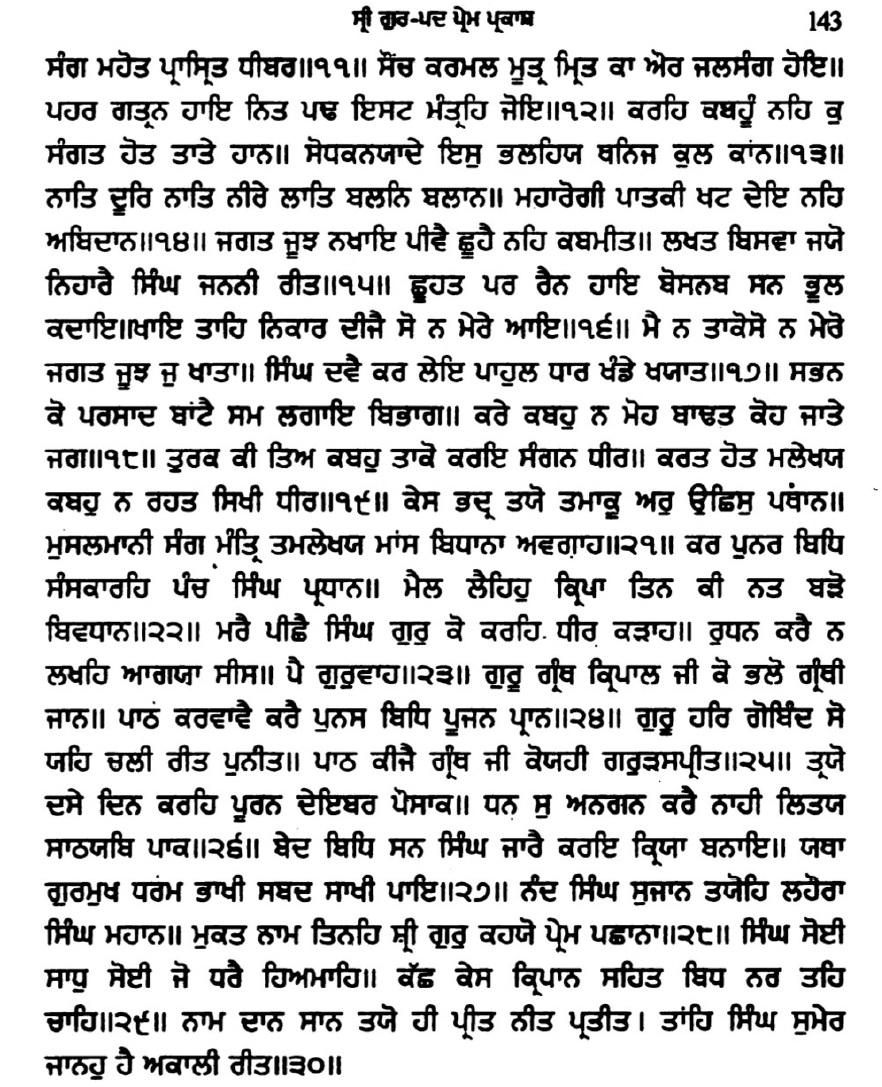 ਸ੍ਰੀ ਗੁਰ-ਪਦ ਪ੍ਰੇਮ ਪ੍ਰਕਾਸ਼ 143
ਸੰਗ ਮਹੋਤ ਪ੍ਰਾਸ੍ਰਿਤ ਧੀਬਰ॥੧੧॥ ਸੌਚ ਕਰਮਲ ਮੂਤ੍ਰ ਮ੍ਰਿਤ ਕਾ ਔਰ ਜਲਸੰਗ ਹੋਇ॥
ਪਹਰ ਗਤ੍ਰਨ ਹਾਇ ਨਿਤ ਪਢ ਇਸਟ ਮੰਤ੍ਰਹਿ ਜੋਇ॥੧੨॥ ਕਰਹਿ ਕਬਹੂੰ ਨਹਿ ਕੁ
ਸੰਗਤ ਹੋਤ ਤਾਤੇ ਹਾਨ॥ ਸੋਧਕਨਯਾਦੇ ਇਸੁ ਭਲਹਿਯ ਥਨਿਜ ਕੁਲ ਕਾਂਨ॥੧੩॥
ਨਾਤਿ ਦੂਰਿ ਨਾਤਿ ਨੀਰੇ ਲਾਤਿ ਬਲਨਿ ਬਲਾਨ॥ ਮਹਾਰੋਗੀ ਪਾਤਕੀ ਖਟ ਦੇਇ ਨਹਿ
ਅਬਿਦਾਨ॥੧੪॥ ਜਗਤ ਜੂਝ ਨਖਾਇ ਪੀਵੈ ਛੂਹੈ ਨਹਿ ਕਬਮੀਤ॥ ਲਖਤ ਬਿਸਵਾ ਜਯੋ
ਨਿਹਾਰੈ ਸਿੰਘ ਜਨਨੀ ਰੀਤ॥੧੫॥ ਛੂਹਤ ਪਰ ਰੈਨ ਹਾਇ ਬੋਸਨਬ ਸਨ ਭੂਲ
ਕਦਾਇ॥ਖਾਇ ਤਾਹਿ ਨਿਕਾਰ ਦੀਜੈ ਸੋ ਨ ਮੇਰੇ ਆਇ॥੧੬॥ ਮੈ ਨ ਤਾਕੋਸੋ ਨ ਮੇਰੋ
ਜਗਤ ਜੂਝ ਜੁ ਖਾਤਾ॥ ਸਿੰਘ ਦਵੈ ਕਰ ਲੇਇ ਪਾਹੁਲ ਧਾਰ ਖੰਡੇ ਖਯਾਤ॥੧੭॥ ਸਭਨ
ਕੋ ਪਰਸਾਦ ਬਾਂਟੈ ਸਮ ਲਗਾਇ ਬਿਭਾਗ॥ ਕਰੇ ਕਬਹੁ ਨ ਮੋਹ ਬਾਢਤ ਕੋਹ ਜਾਤੇ
ਜਗ॥੧੮॥ ਤੁਰਕ ਕੀ ਤਿਅ ਕਬਹੁ ਤਾਕੋ ਕਰਇ ਸੰਗਨ ਧੀਰ॥ ਕਰਤ ਹੋਤ ਮਲੇਖਯ
ਕਬਹੁ ਨ ਰਹਤ ਸਿਖੀ ਧੀਰ॥੧੯॥ ਕੇਸ ਭਦ੍ਰ ਤਯੋ ਤਮਾਕੂ ਅਰੁ ਉਛਿਸੁ ਪਥਾਂਨ॥
ਮੁਸਲਮਾਨੀ ਸੰਗ ਮੰਤ੍ਰਿ ਤਮਲੇਖਯ ਮਾਂਸ ਬਿਧਾਨਾ ਅਵਗ੍ਰਾਹ॥੨੧॥ ਕਰ ਪੂਨਰ ਬਿਧਿ
ਸੰਸਕਾਰਹਿ ਪੰਚ ਸਿੰਘ ਪ੍ਰਧਾਨ॥ ਮੈਲ ਲੈਹਿਹੁ ਕ੍ਰਿਪਾ ਤਿਨ ਕੀ ਨਤ ਬੜੋ
ਬਿਵਧਾਨ॥੨੨॥ ਮਰੈ ਪੀਛੈ ਸਿੰਘ ਗੁਰੁ ਕੋ ਕਰਹਿ ਧੀਰ ਕੜਾਹ॥ ਰੁਧਨ ਕਰੈ ਨ
ਲਖਹਿ ਆਗਯਾ ਸੀਸ॥ ਪੈ ਗੁਰੁਵਾਹ॥੨੩॥ ਗੁਰੂ ਗ੍ਰੰਥ ਕ੍ਰਿਪਾਲ ਜੀ ਕੋ ਭਲੋ ਗ੍ਰੰਥੀ
ਜਾਨ॥ ਪਾਠ ਕਰਵਾਵੈ ਕਰੈ ਪੁਨਸ ਬਿਧਿ ਪੂਜਨ ਪ੍ਰਾਨ॥੨੪॥ ਗੁਰੂ ਹਰਿ ਗੋਬਿੰਦ ਸੋ
ਯਹਿ ਚਲੀ ਰੀਤ ਪੁਨੀਤ॥ ਪਾਠ ਕੀਜੈ ਗ੍ਰੰਥ ਜੀ ਕੋਯਹੀ ਗਰੁੜਸਪ੍ਰੀਤ॥੨੫॥ ਤ੍ਰਯੋ
ਦਸੇ ਦਿਨ ਕਰਹਿ ਪੂਰਨ ਦੇਇਬਰ ਪੋਸਾਕ॥ ਧਨ ਸੁ ਅਨਗਨ ਕਰੈ ਨਾਹੀ ਲਿਤਯ
ਸਾਠਯਬਿ ਪਾਕ॥੨੬॥ ਬੇਦ ਬਿਧਿ ਸਨ ਸਿੰਘ ਜਾਰੈ ਕਰਇ ਕ੍ਰਿਯਾ ਬਨਾਇ॥ ਯਥਾ
ਗੁਰਮੁਖ ਧਰਮ ਭਾਖੀ ਸਬਦ ਸਾਖੀ ਪਾਇ॥੨੭॥ ਨੰਦ ਸਿੰਘ ਸੁਜਾਨ ਤਯੋਹਿ ਲਹੋਰਾ
ਸਿੰਘ ਮਹਾਨ॥ ਮੁਕਤ ਨਾਮ ਤਿਨਹਿ ਸ਼੍ਰੀ ਗੁਰੁ ਕਹਯੋ ਪ੍ਰੇਮ ਪਛਾਨਾ॥੨੮॥ ਸਿੰਘ ਸੋਈ
ਸਾਧੁ ਸੋਈ ਜੋ ਧਰੈ ਹਿਅਮਾਹਿ॥ ਕੱਛ ਕੇਸ ਕ੍ਰਿਪਾਨ ਸਹਿਤ ਬਿਧ ਨਰ ਤਹਿ
ਚਾਹਿ॥੨੯॥ ਨਾਮ ਦਾਨ ਸਾਨ ਤਯੋ ਹੀ ਪ੍ਰੀਤ ਨੀਤ ਪ੍ਰਤੀਤ। ਤਾਂਹਿ ਸਿੰਘ ਸੁਮੇਰ
ਜਾਨਹੁ ਹੈ ਅਕਾਲੀ ਰੀਤ॥੩੦॥